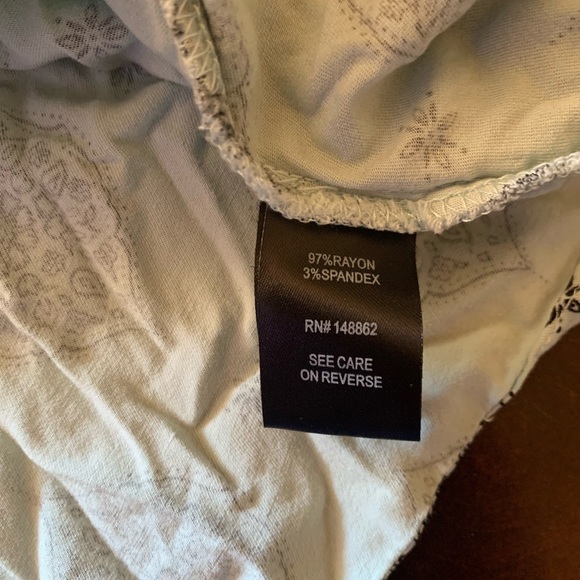 97%RAYON
3%SPANDEX
RN# 148862
SEE CARE
ON REVERSE